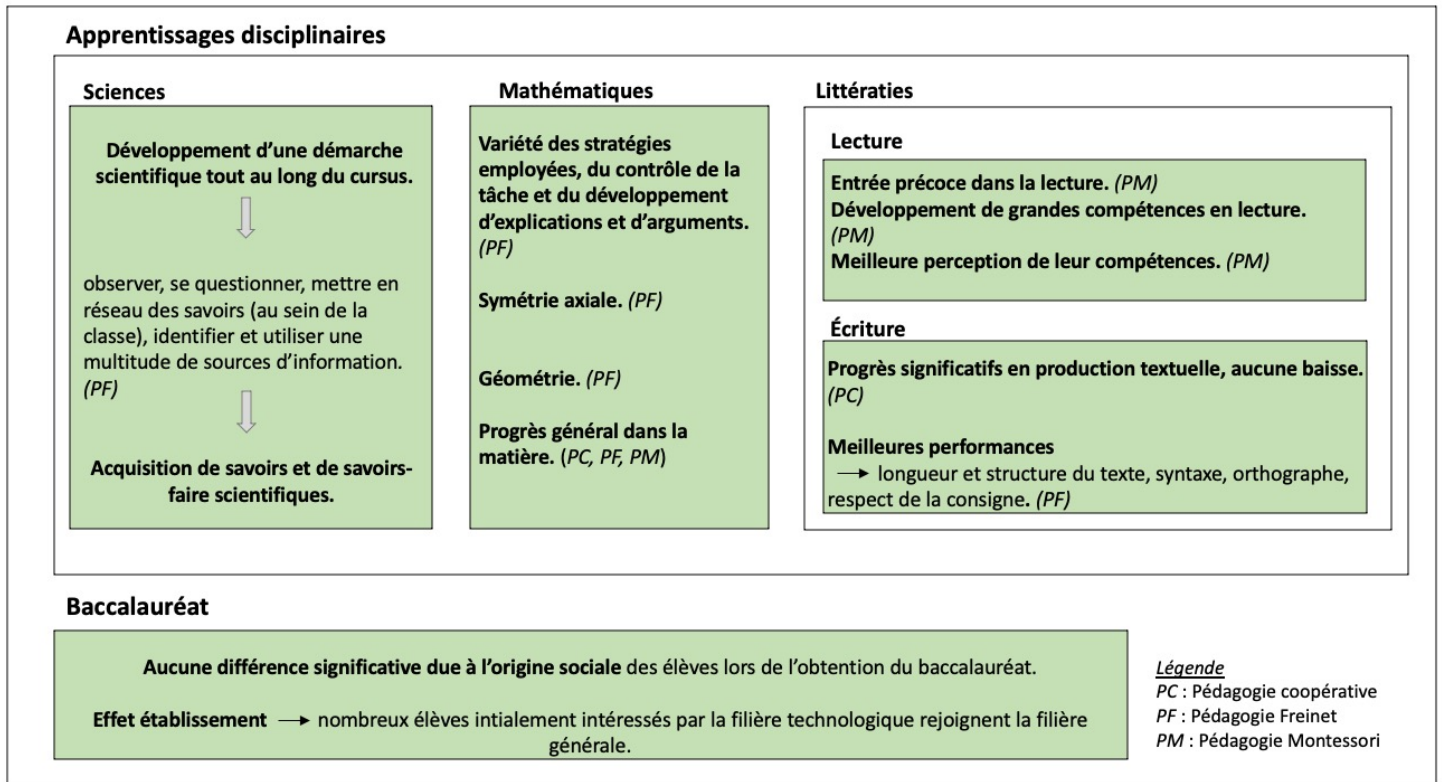 Apprentissages disciplinaires
Sciences
Développement d'une démarche
scientifique tout au long du cursus.
observer, se questionner, mettre en
réseau des savoirs (au sein de la
classe), identifier et utiliser une
multitude de sources d'information.
(PF)
Acquisition de savoirs et de savoirs-
faire scientifiques.
Mathématiques
Variété des stratégies
employées, du contrôle de la
tâche et du développement
d'explications et d'arguments.
(PF)
Symétrie axiale. (PF)
Géométrie. (PF)
Progrès général dans la
matière. (PC, PF, PM)
Littératies
Lecture
Entrée précoce dans la lecture. (PM)
Développement de grandes compétences en lecture.
(PM)
Meilleure perception de leur compétences. (PM)
Écriture
Progrès significatifs en production textuelle, aucune baisse.
(PC)
Meilleures performances
→ longueur et structure du texte, syntaxe, orthographe,
respect de la consigne. (PF)
Baccalauréat
Aucune différence significative due à l'origine sociale des élèves lors de l'obtention du baccalauréat.
Effet établissement → nombreux élèves intialement intéressés par la filière technologique rejoignent la filière
générale.
Légende
PC : Pédagogie coopérative
PF : Pédagogie Freinet
PM : Pédagogie Montessori